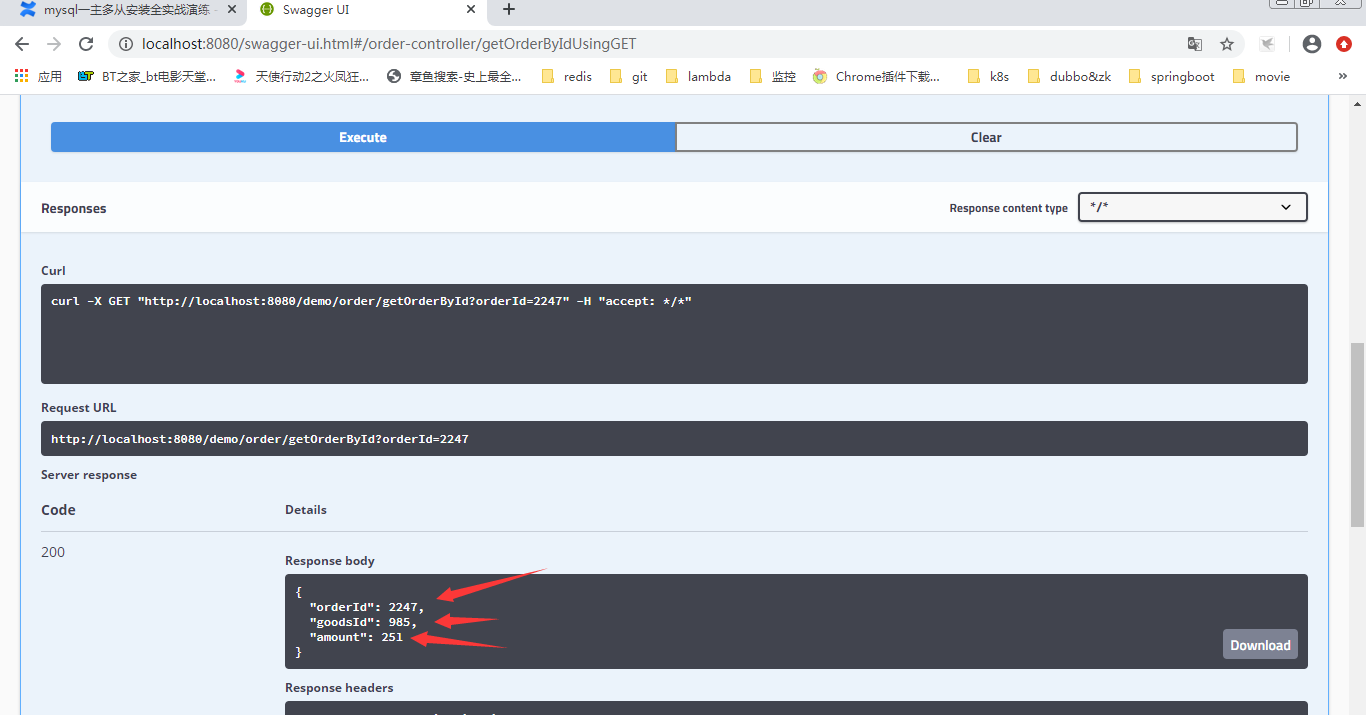 mysql一主多从安装全实战演练 -
Swagger UI
localhost:8080/swagger-ui.html#/order-controller/getOrderByIdUsingGET
应用 BT之家_bt电影天堂... 天使行动2之火凤狂... 章鱼搜索-史上最全... redis git lambda 监控 Chrome插件下载... k8s dubbo&zk springboot movie »
Execute
Clear
Responses
Response content type */*
Curl
curl -X GET "http://localhost:8080/demo/order/getOrderById?orderId=2247" -H "accept: */*"
Request URL
http://localhost:8080/demo/order/getOrderById?orderId=2247
Server response
Code Details
200
Response body
{
"orderId": 2247,
"goodsId": 985,
"amount": 251
}
Download
Response headers